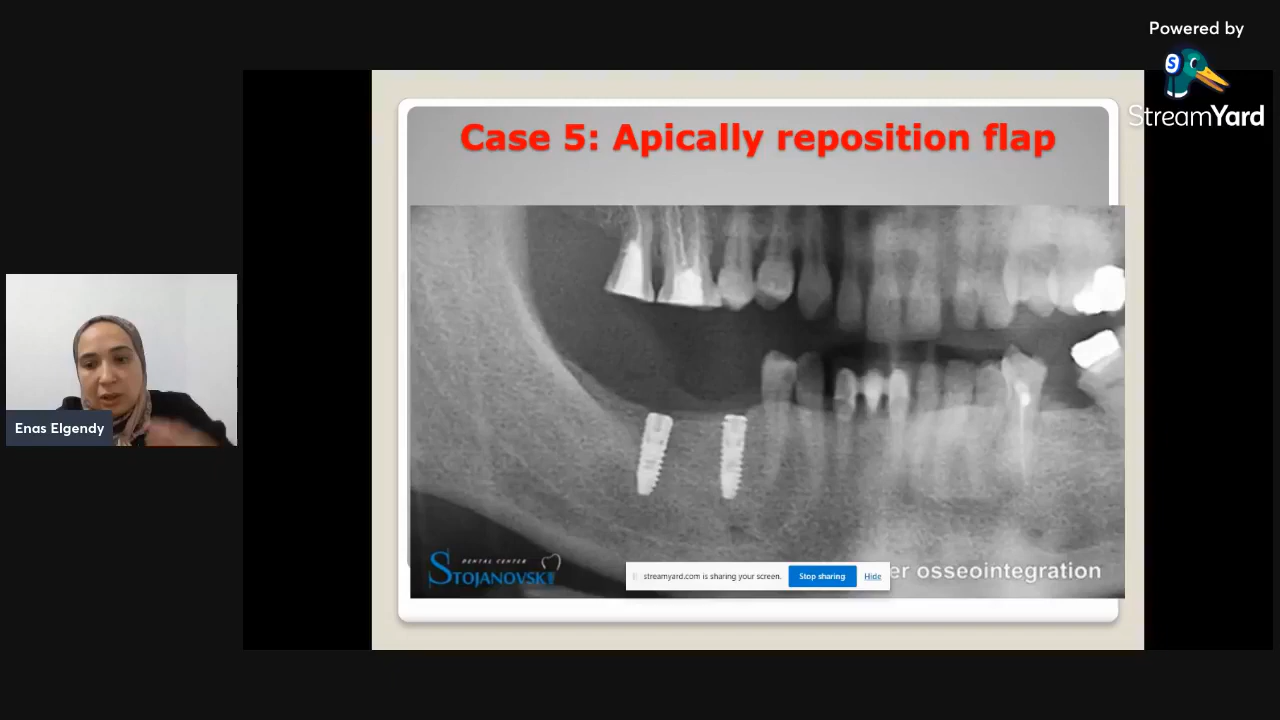 Powered by
StreamYard
Case 5: Apically reposition flap
Enas Elgendy
DENTAL CENTER
STOJANOVSKI
streamyard.com is sharing your screen.
Stop sharing
Hide
er osseointegration